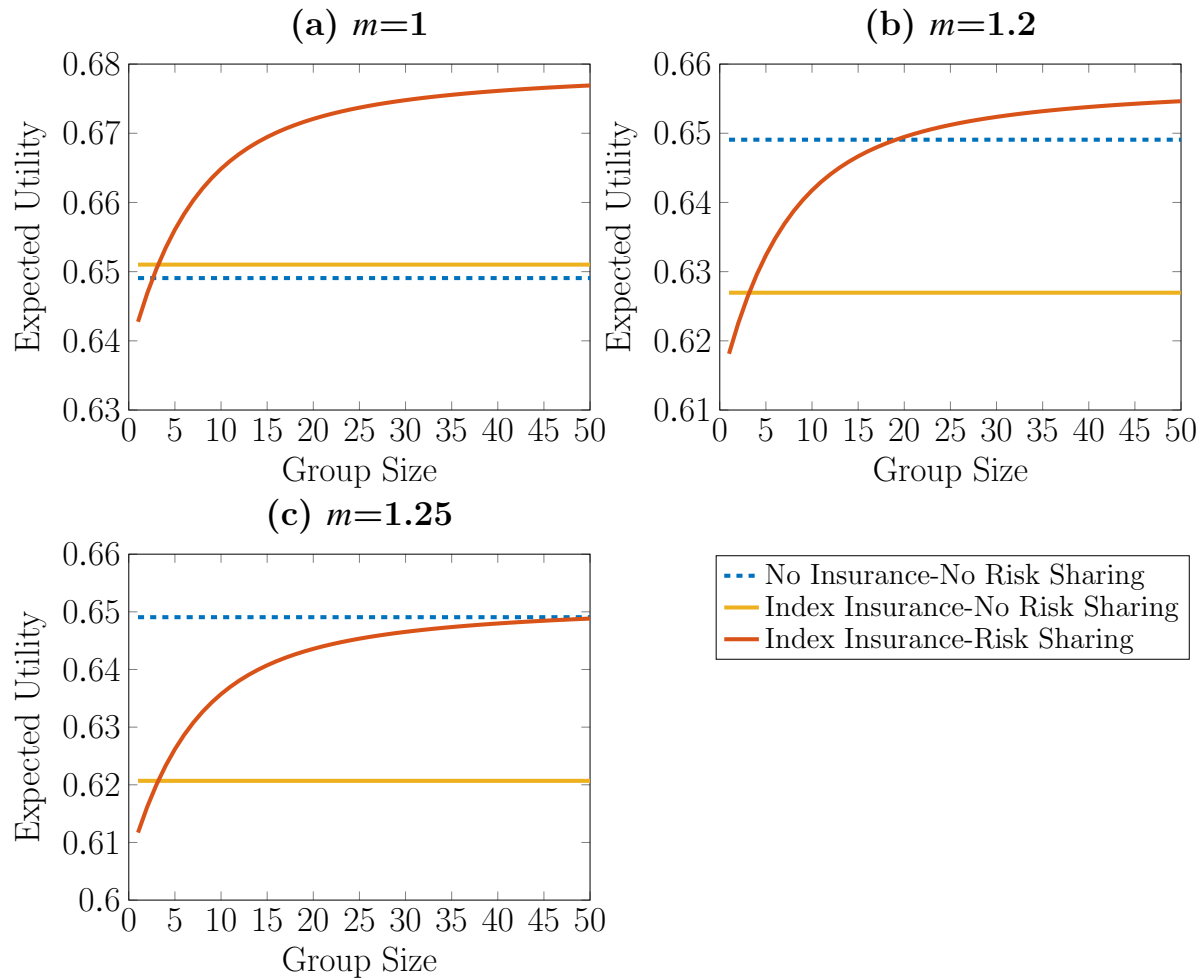 (a) m=1
Expected Utility
0.68
0.67
0.66
0.65
0.64
0.63
0 5 10 15 20 25 30 35 40 45 50
Group Size
(b) m=1.2
Expected Utility
0.66
0.65
0.64
0.63
0.62
0.61
0 5 10 15 20 25 30 35 40 45 50
Group Size
(c) m=1.25
Expected Utility
0.66
0.65
0.64
0.63
0.62
0.61
0.6
0 5 10 15 20 25 30 35 40 45 50
Group Size
No Insurance-No Risk Sharing
Index Insurance-No Risk Sharing
Index Insurance-Risk Sharing